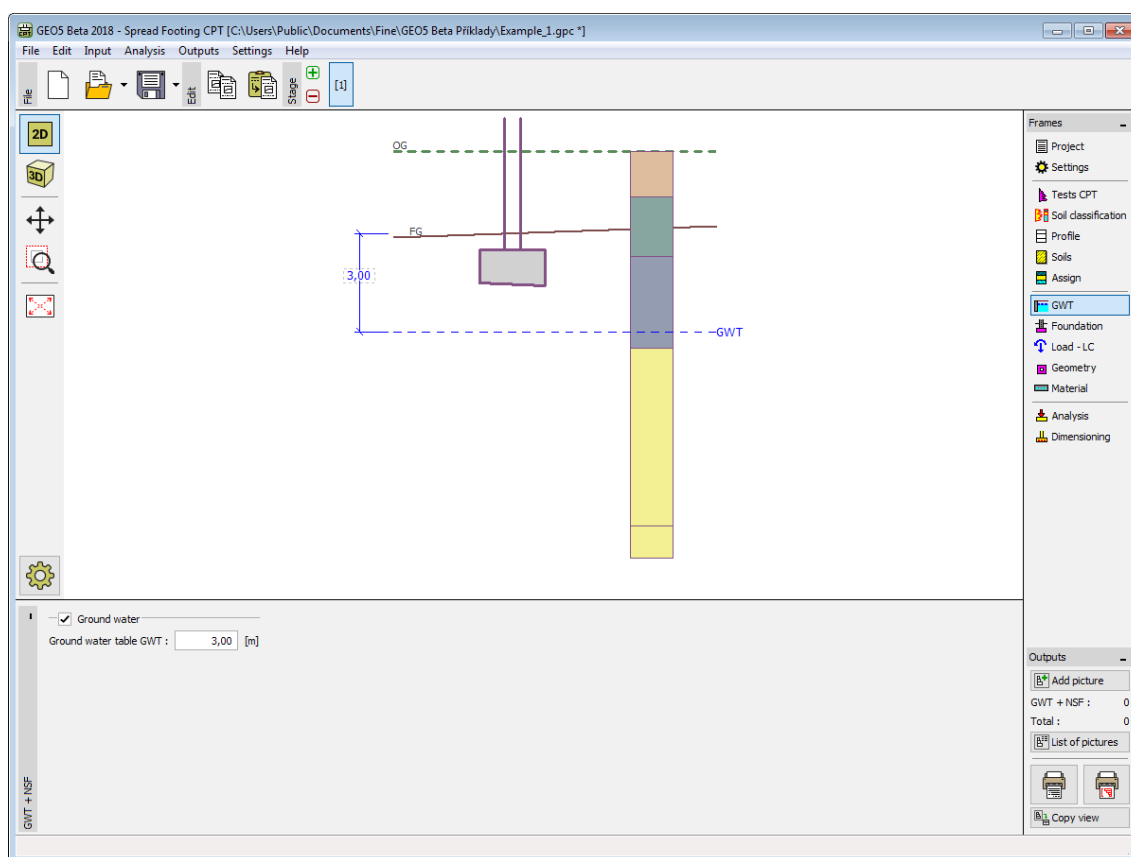 GEO5 Beta 2018 - Spread Footing CPT [C:\Users\Public\Documents\Fine\GEO5 Beta Příklady\Example_1.gpc *]
File Edit Input Analysis Outputs Settings Help
File
Edit
Stage
[1]
2D
3D
OG
FG
3,00
GWT
Frames
Project
Settings
Tests CPT
Soil classification
Profile
Soils
Assign
GWT
Foundation
Load - LC
Geometry
Material
Analysis
Dimensioning
Ground water
Ground water table GWT : 3,00 [m]
GWT + NSF
Outputs
Add picture
GWT + NSF : 0
Total : 0
List of pictures
Copy view